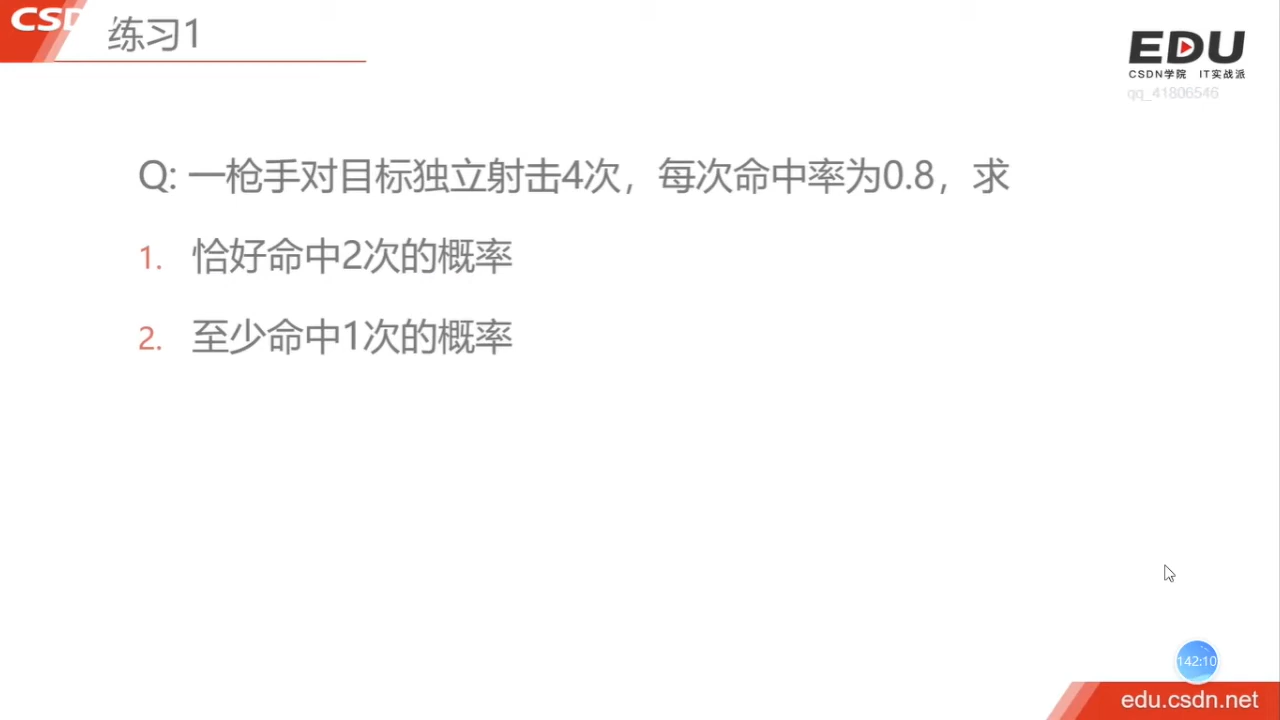 CSD
练习1
EDU
CSDN学院 IT实战派
qq_41806546
Q: 一枪手对目标独立射击4次，每次命中率为0.8，求
1. 恰好命中2次的概率
2. 至少命中1次的概率
142:10
edu.csdn.net